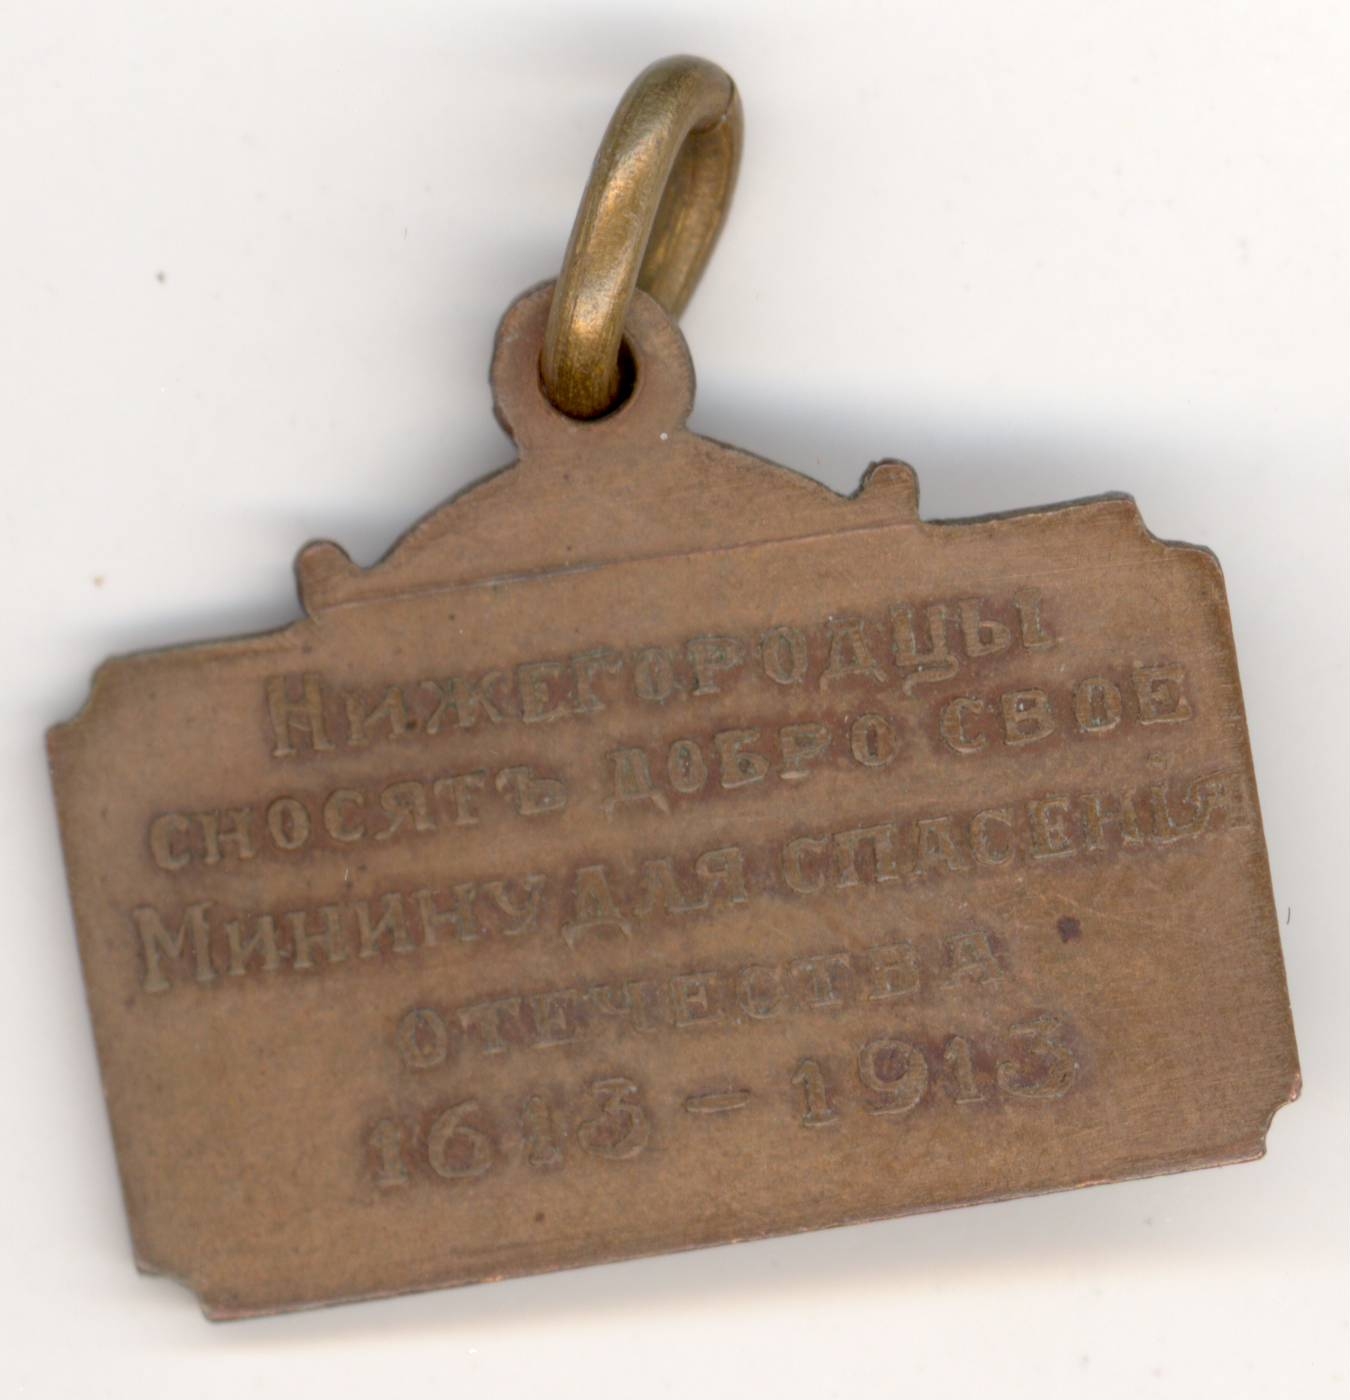 Нижегородцы
сносятъ добро свое
Минину для спасенія
отечества
1613 – 1913